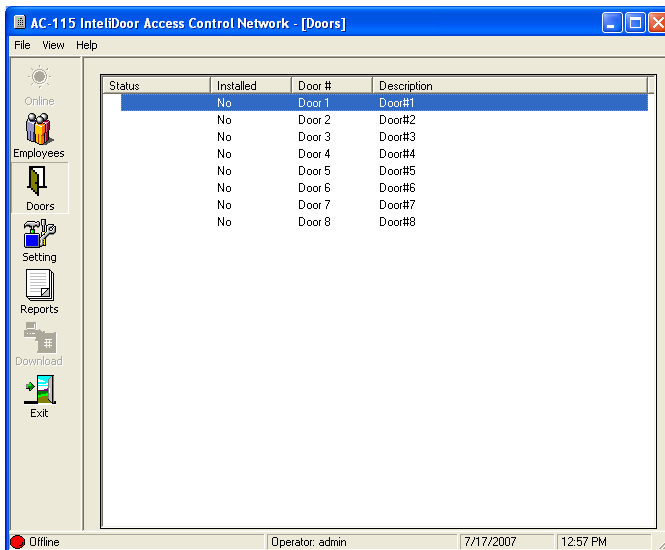 AC-115 InteliDoor Access Control Network - [Doors]
File View Help
Online
Employees
Doors
Setting
Reports
Download
Exit
Status Installed Door # Description
No Door 1 Door#1
No Door 2 Door#2
No Door 3 Door#3
No Door 4 Door#4
No Door 5 Door#5
No Door 6 Door#6
No Door 7 Door#7
No Door 8 Door#8
Offline Operator: admin 7/17/2007 12:57 PM